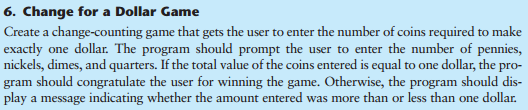 6. Change for a Dollar Game
Create a change-counting game that gets the user to enter the number of coins required to make
exactly one dollar. The program should prompt the user to enter the number of pennies,
nickels, dimes, and quarters. If the total value of the coins entered is equal to one dollar, the pro-
gram should congratulate the user for winning the game. Otherwise, the program should dis-
play a message indicating whether the amount entered was more than or less than one dollar.